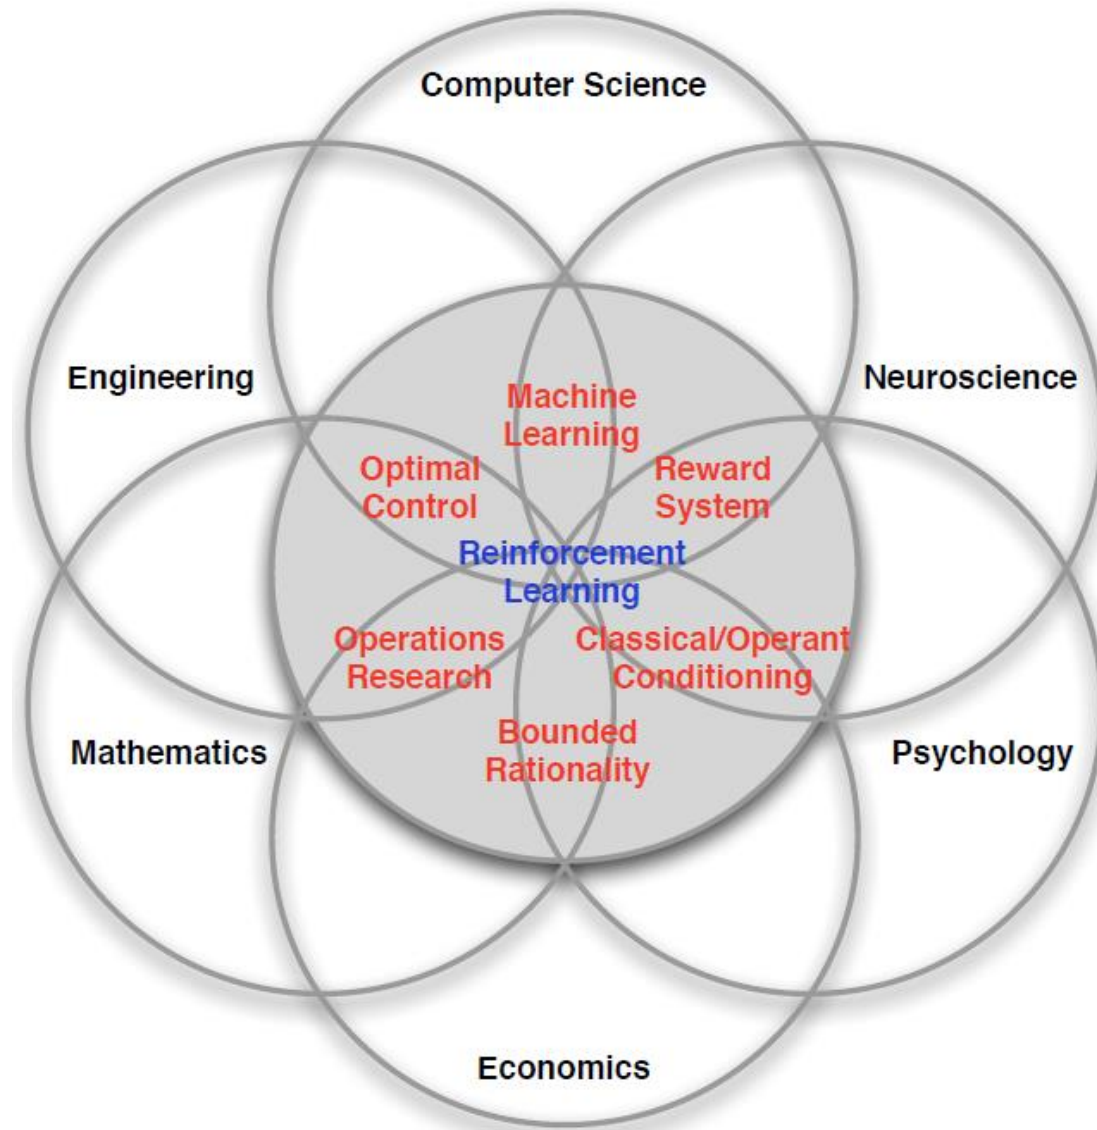 Computer Science
Engineering
Neuroscience
Machine
Learning
Optimal
Control
Reward
System
Reinforcement
Learning
Operations
Research
Classical/Operant
Conditioning
Bounded
Rationality
Mathematics
Psychology
Economics